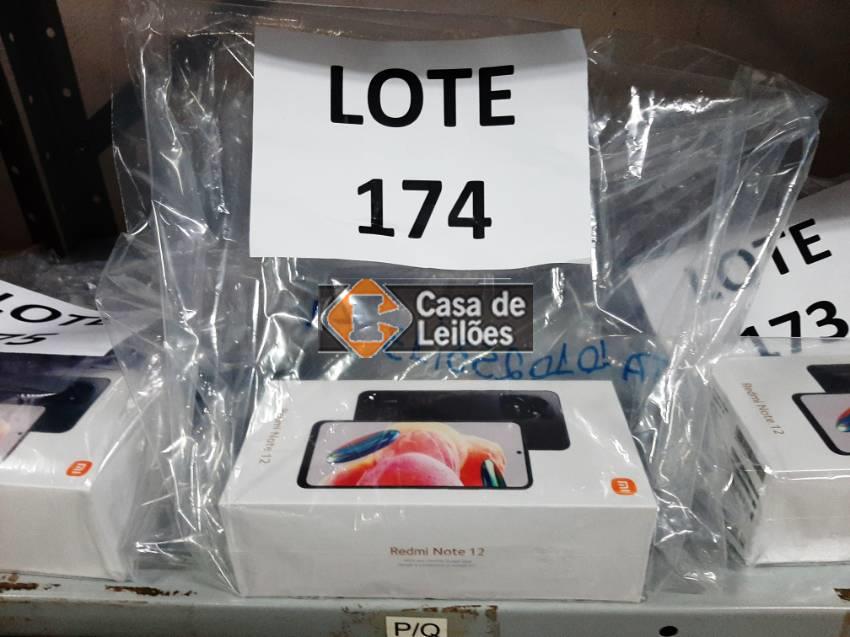 LOTE
174
LOTE
173
LOTE
Casa de
Leilões
Redmi Note 12
Redmi Note 12
Redmi Note 12
P/Q